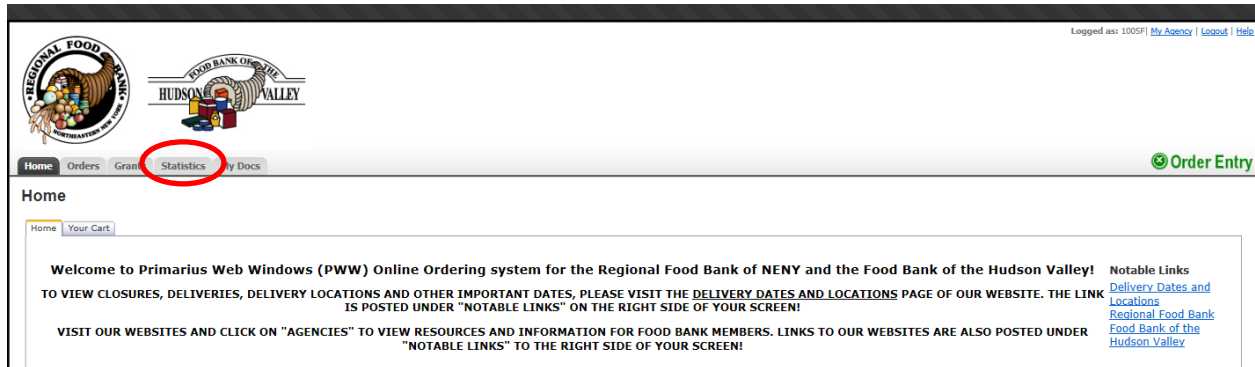 Logged as: 1005F| My Agency | Logout | Help
REGIONAL FOOD BANK
NORTHEASTERN NEW YORK
FOOD BANK OF THE
HUDSON VALLEY
Home Orders Grants Statistics My Docs
Order Entry
Home
Home Your Cart
Welcome to Primarius Web Windows (PWW) Online Ordering system for the Regional Food Bank of NENY and the Food Bank of the Hudson Valley!
TO VIEW CLOSURES, DELIVERIES, DELIVERY LOCATIONS AND OTHER IMPORTANT DATES, PLEASE VISIT THE DELIVERY DATES AND LOCATIONS PAGE OF OUR WEBSITE. THE LINK
IS POSTED UNDER "NOTABLE LINKS" ON THE RIGHT SIDE OF YOUR SCREEN!
VISIT OUR WEBSITES AND CLICK ON "AGENCIES" TO VIEW RESOURCES AND INFORMATION FOR FOOD BANK MEMBERS. LINKS TO OUR WEBSITES ARE ALSO POSTED UNDER
"NOTABLE LINKS" TO THE RIGHT SIDE OF YOUR SCREEN!
Notable Links
Delivery Dates and
Locations
Regional Food Bank
Food Bank of the
Hudson Valley